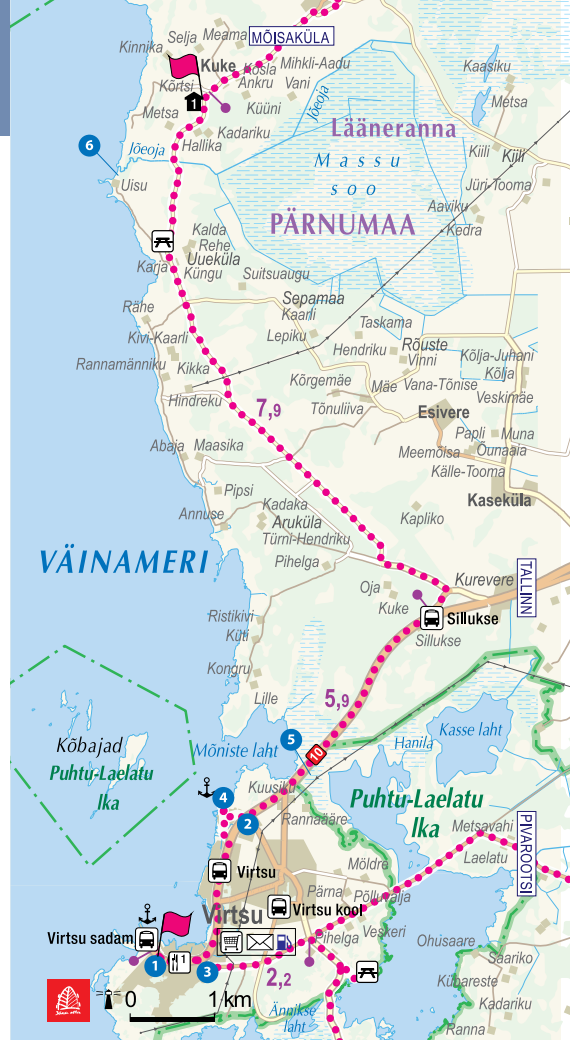 Meama
Selja
MÕISAKÜLA
Kinnika
Kuke
Kosla
Mihkli-Aadu
Ankru
Vani
Kaasiku
Kõrtsi
1
Küüni
Metsa
Metsa
Jõeoja
Kadariku
Lääneranna
Hallika
6
Jõeoja
Massu
soo
Kiili
Kiili
Uisu
Jüri-Tooma
Aaviku
PÄRNUMAA
Kedra
Kalda
Rehe
Uueküla
Karja
Küngu
Suitsuaugu
Sepamaa
Rähe
Kaarli
Taskama
Kivi-Kaarli
Lepiku
Rõuste
Hendriku
Vinni
Kõlja-Juhani
Rannamänniku
Kikka
Kõlja
Kõrgemäe
Mäe
Vana-Tõnise
Hindreku
Veskimäe
7,9
Tõnuliiva
Esivere
Papli
Muna
Abaja
Maasika
Meemõisa
Õunaaia
Källe-Tooma
Pipsi
Kaseküla
Annuse
Kadaka
Aruküla
Kapliko
Türni-Hendriku
VÄINAMERI
Pihelga
Kurevere
TALLINN
Oja
Kuke
Sillukse
Ristikivi
Sillukse
Küti
Kongru
Lille
5,9
Kasse laht
5
Hanila
Kõbajad
Mõniste laht
10
Puhtu-Laelatu
lka
Kuusiku
Puhtu-Laelatu
lka
4
2
Rannaääre
Metsavahi
PIVAROOTSI
Laelatu
Virtsu
Möldre
Pärna
Põlluvälja
Virtsu
Virtsu kool
Virtsu sadam
Veskeri
Pihelga
Ohusaare
1
1
3
Saariko
2,2
Kübareste
0
1 km
Kadariku
Ännikse
laht
Ranna